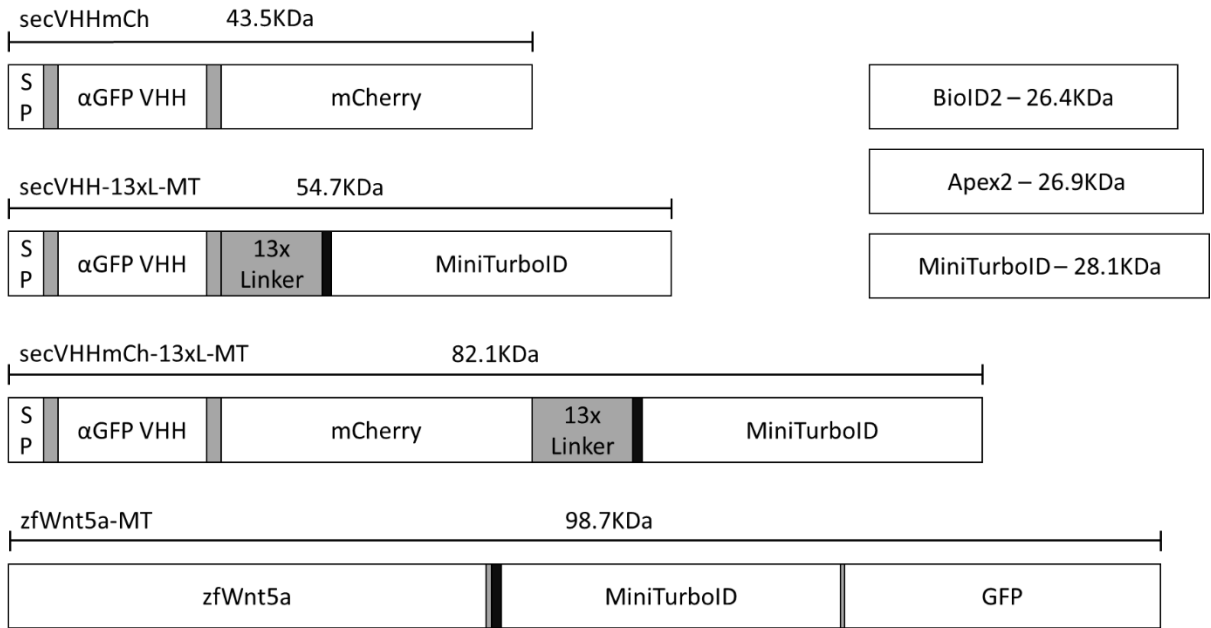 secVHHmCh 43.5KDa
S
P
αGFP VHH mCherry
BioID2 – 26.4KDa
Apex2 – 26.9KDa
secVHH-13xL-MT 54.7KDa
S
P
αGFP VHH 13x
Linker MiniTurboID
MiniTurboID – 28.1KDa
secVHHmCh-13xL-MT 82.1KDa
S
P
αGFP VHH mCherry 13x
Linker MiniTurboID
zfWnt5a-MT 98.7KDa
zfWnt5a MiniTurboID GFP